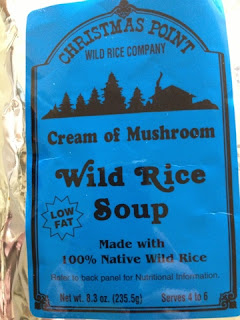 CHRISTMAS POINT
WILD RICE COMPANY
Cream of Mushroom
Wild Rice
Soup
LOW
FAT
Made with
100% Native Wild Rice
Refer to back panel for Nutritional Information.
Net wt. 8.3 oz. (235.5g) Serves 4 to 6